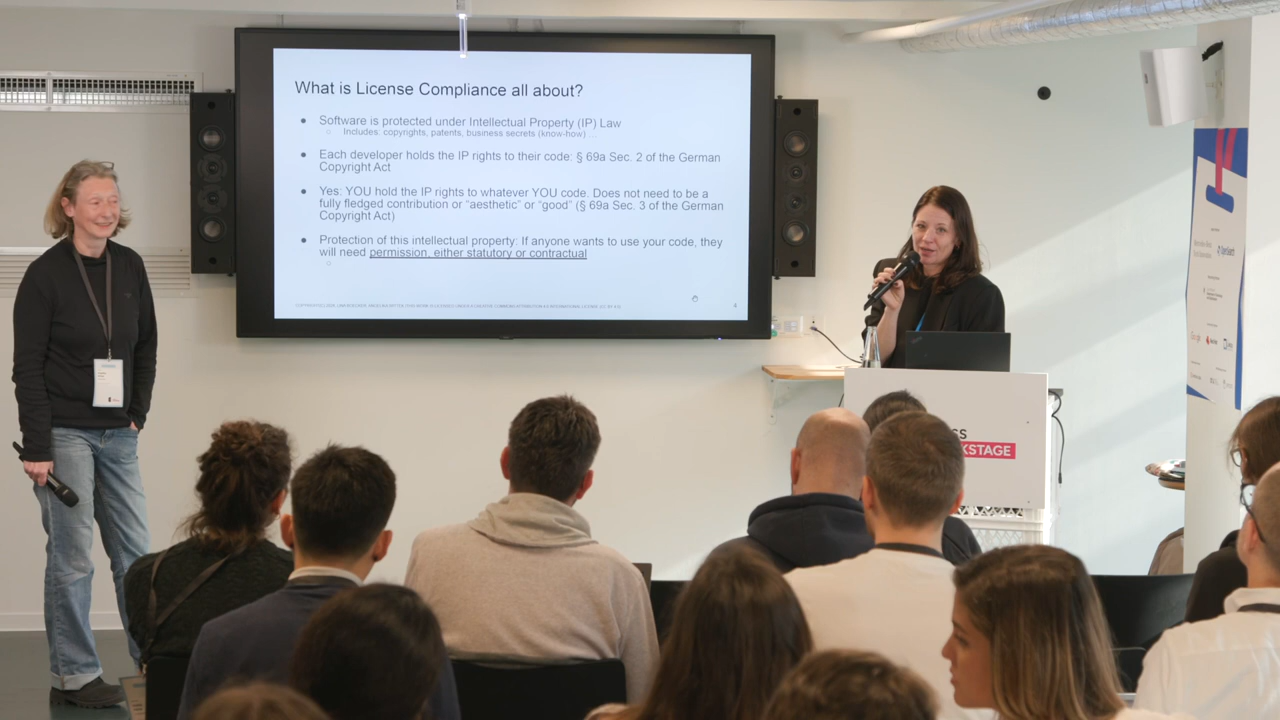 What is License Compliance all about?
● Software is protected under Intellectual Property (IP) Law
○ Includes: copyrights, patents, business secrets (know-how) ...
● Each developer holds the IP rights to their code: § 69a Sec. 2 of the German
Copyright Act
● Yes: YOU hold the IP rights to whatever YOU code. Does not need to be a
fully fledged contribution or “aesthetic” or “good” (§ 69a Sec. 3 of the German
Copyright Act)
● Protection of this intellectual property: If anyone wants to use your code, they
will need permission, either statutory or contractual
○
4
SS
KSTAGE
Google